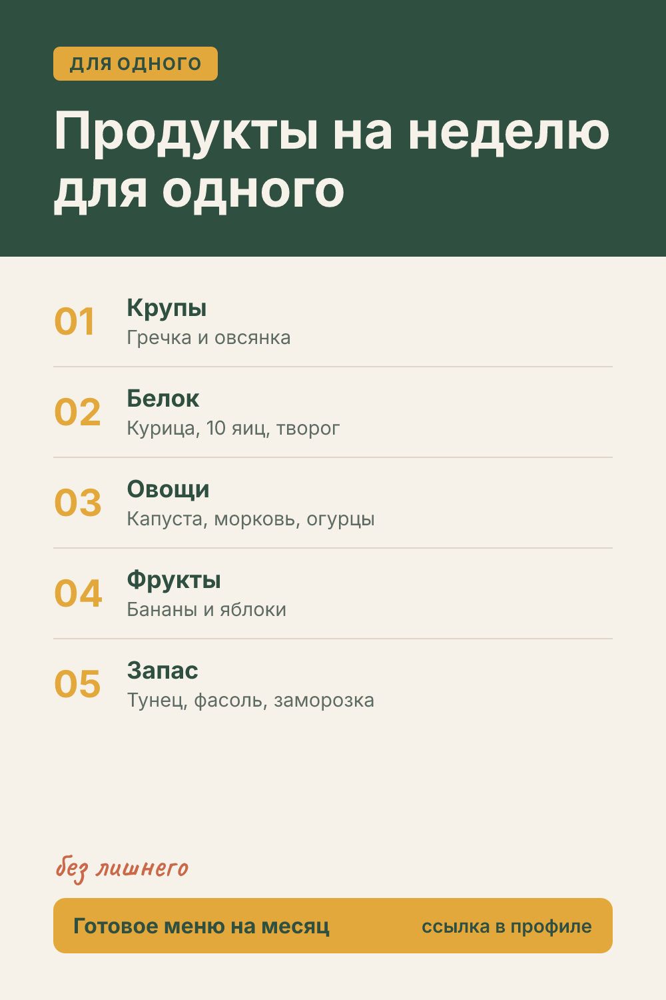 ДЛЯ ОДНОГО
Продукты на неделю
для одного
01
Крупы
Гречка и овсянка
02
Белок
Курица, 10 яиц, творог
03
Овощи
Капуста, морковь, огурцы
04
Фрукты
Бананы и яблоки
05
Запас
Тунец, фасоль, заморозка
без лишнего
Готовое меню на месяц
ссылка в профиле